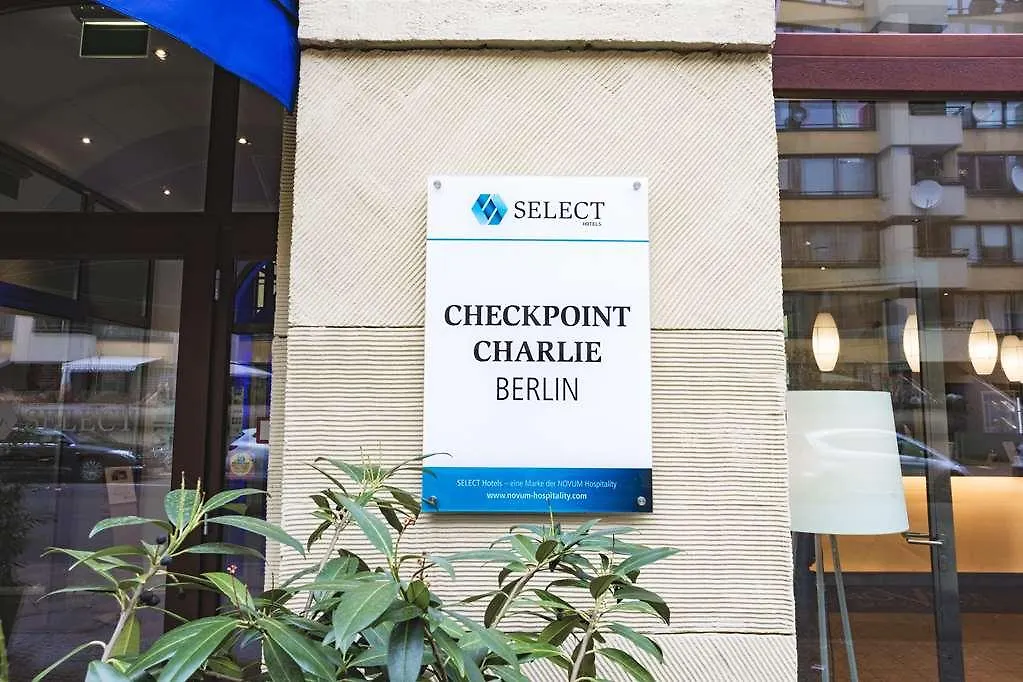 SELECT
HOTELS
CHECKPOINT
CHARLIE
BERLIN
SELECT Hotels – eine Marke der NOVUM Hospitality
www.novum-hospitality.com
SELECT